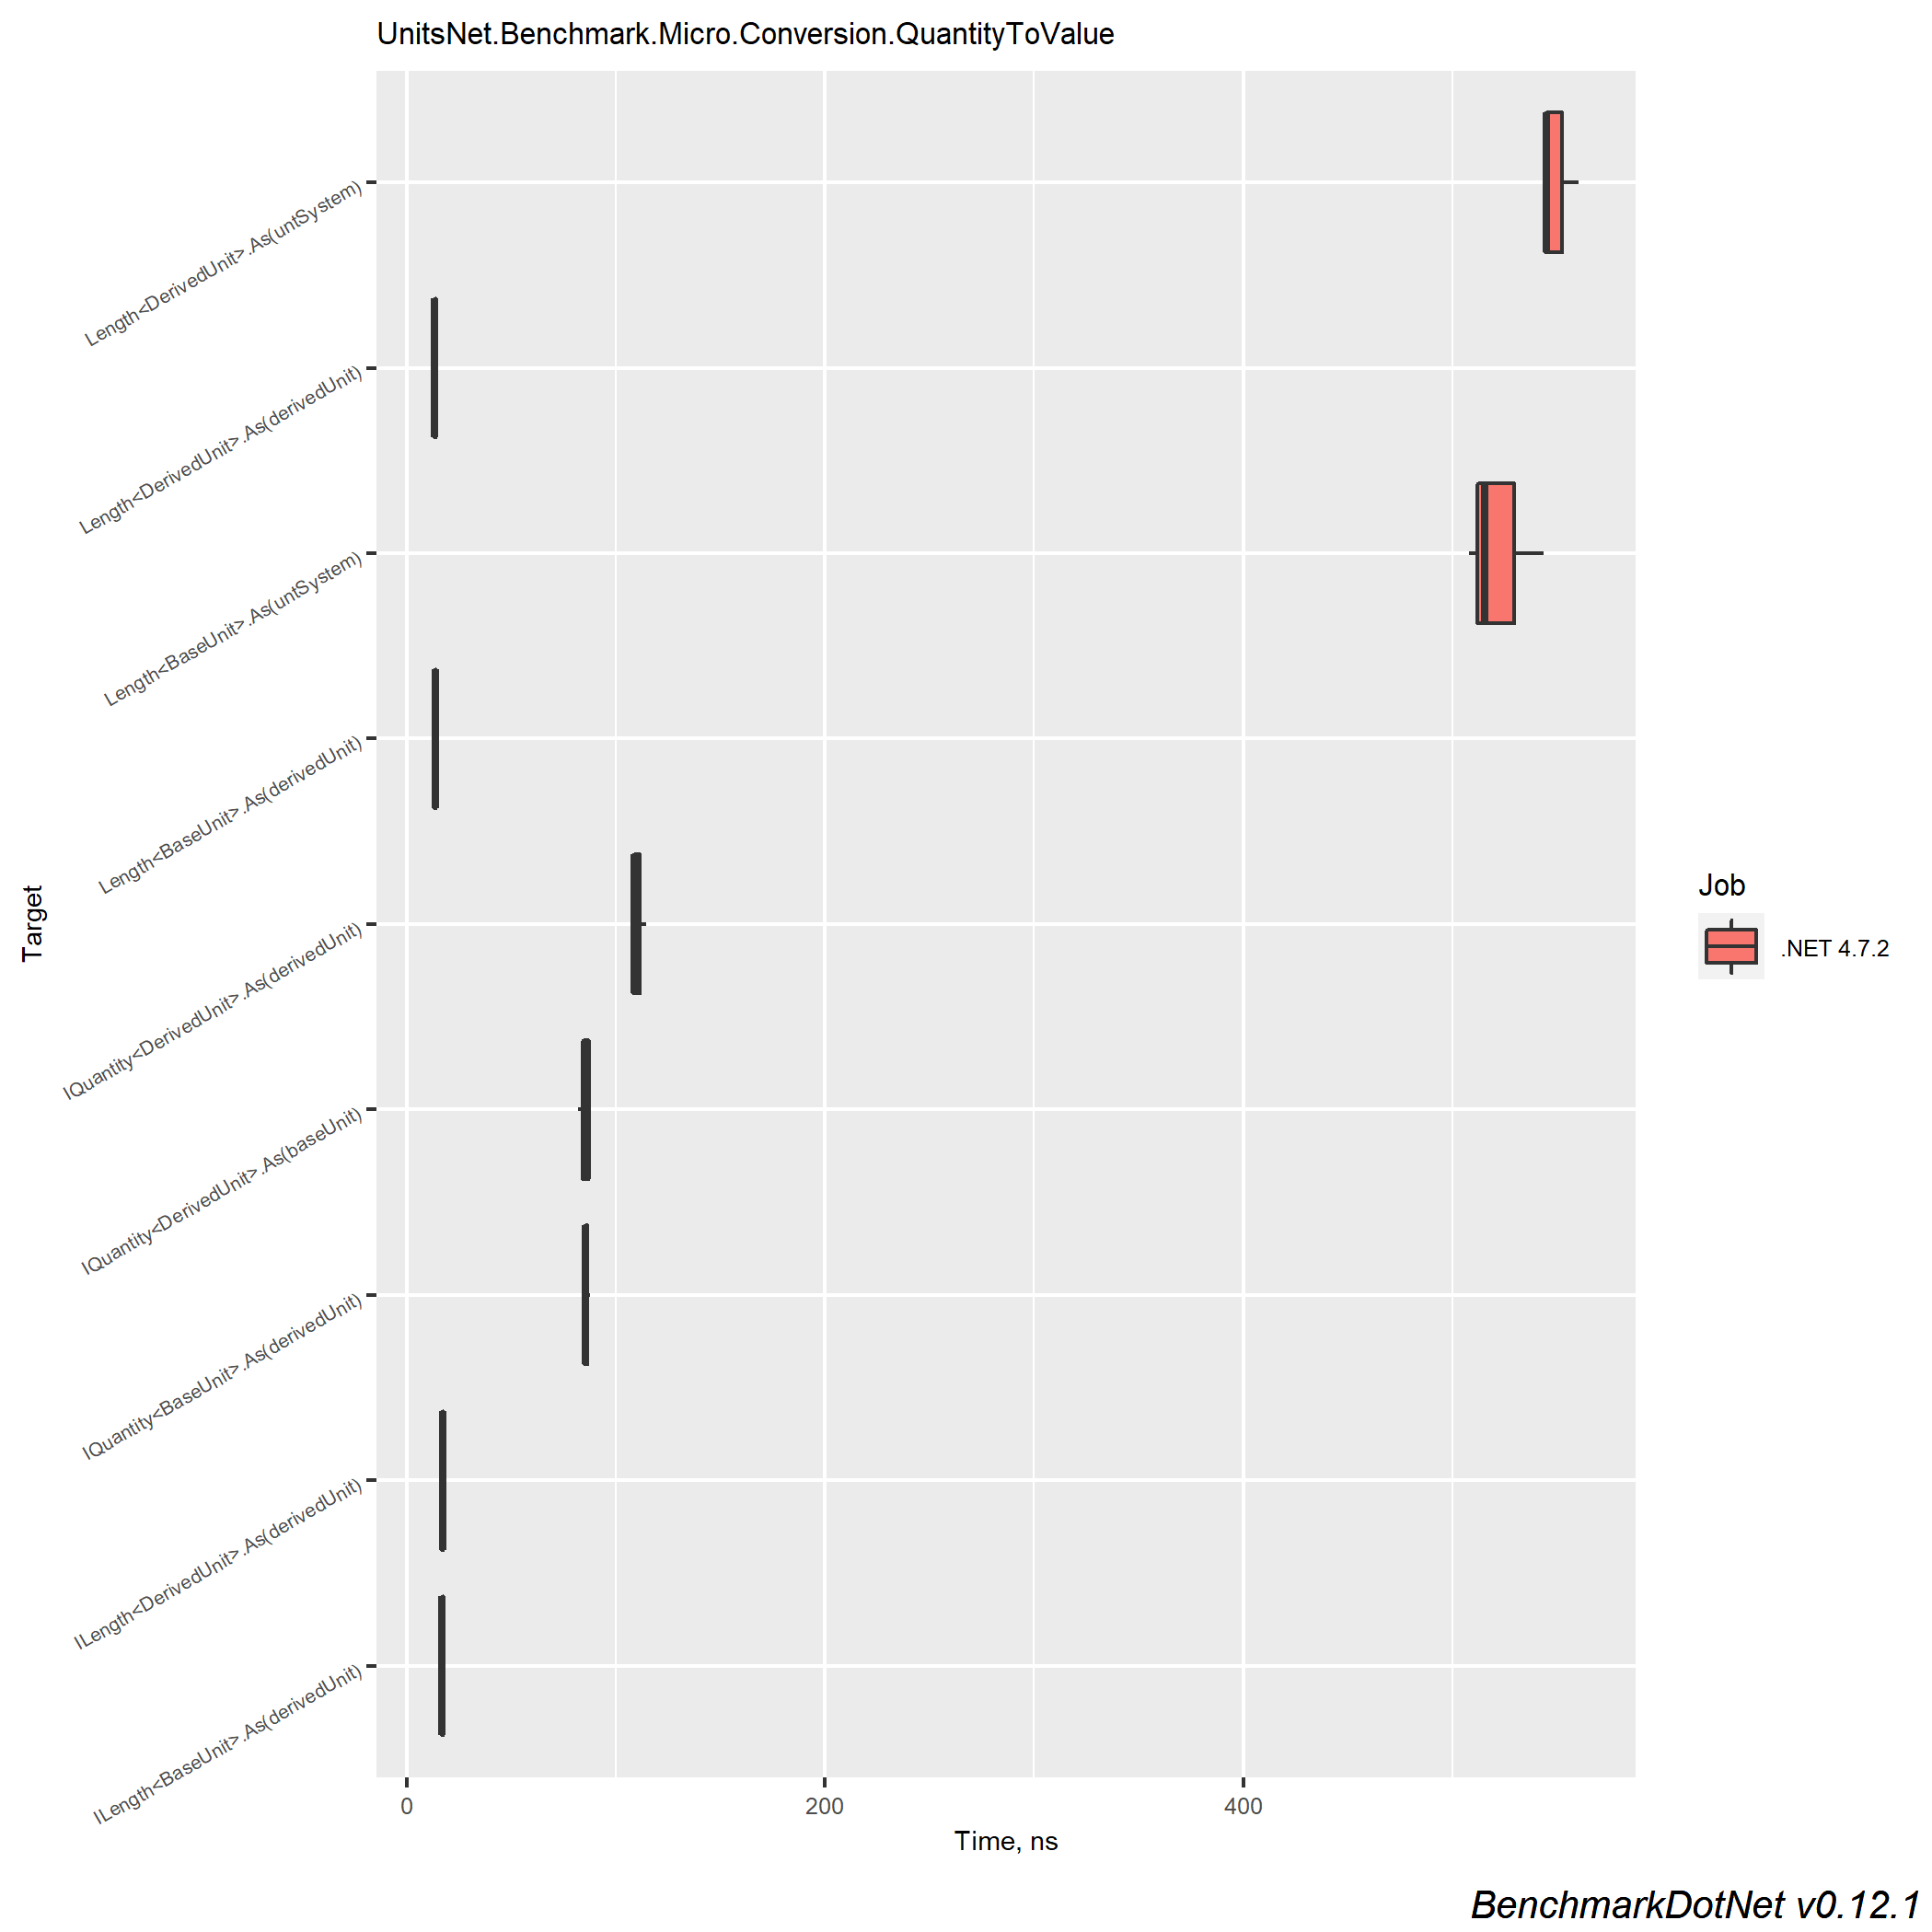 UnitsNet.Benchmark.Micro.Conversion.QuantityToValue
Length<DerivedUnit>.As(untSystem)
Length<DerivedUnit>.As(derivedUnit)
Length<BaseUnit>.As(untSystem)
Length<BaseUnit>.As(derivedUnit)
IQuantity<DerivedUnit>.As(derivedUnit)
IQuantity<DerivedUnit>.As(baseUnit)
IQuantity<BaseUnit>.As(derivedUnit)
ILength<DerivedUnit>.As(derivedUnit)
ILength<BaseUnit>.As(derivedUnit)
Target
0 200 400
Time, ns
Job
.NET 4.7.2
BenchmarkDotNet v0.12.1